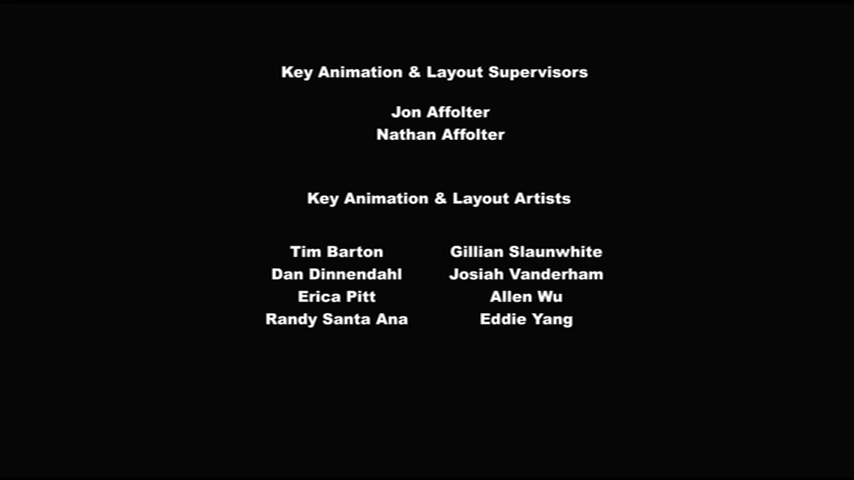 Key Animation & Layout Supervisors
Jon Affolter
Nathan Affolter
Key Animation & Layout Artists
Tim Barton Gillian Slaunwhite
Dan Dinnendahl Josiah Vanderham
Erica Pitt Allen Wu
Randy Santa Ana Eddie Yang